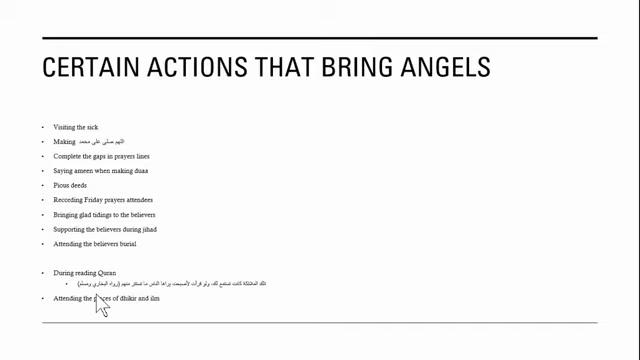 CERTAIN ACTIONS THAT BRING ANGELS
• Visiting the sick
• Making اللهم صلى على محمد
• Complete the gaps in prayers lines
• Saying ameen when making duaa
• Pious deeds
• Recording Friday prayers attendees
• Bringing glad tidings to the believers
• Supporting the believers during jihad
• Attending the believers burial
• During reading Quran
• تلك الملائكة كانت تستمع لك، ولو قرأت لأصبحت يراها الناس ما تستتر منهم (رواه البخاري ومسلم)
• Attending the places of dhikir and ilm